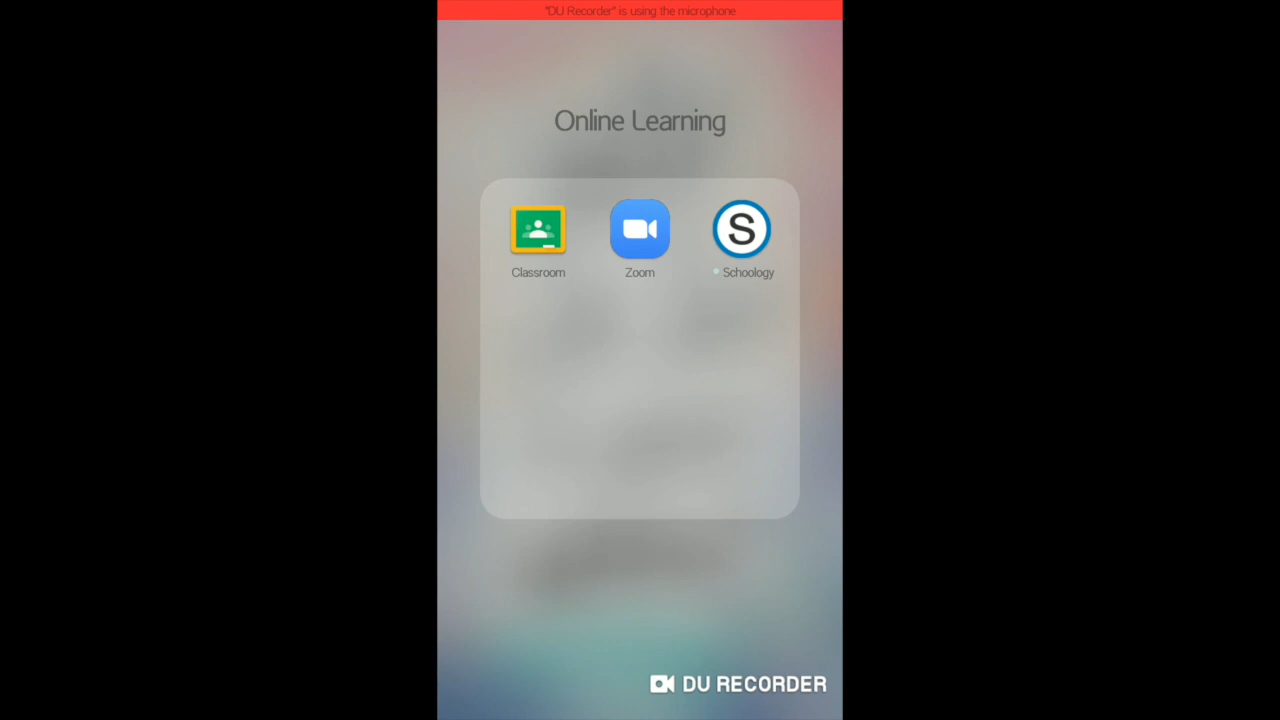 "DU Recorder" is using the microphone
Online Learning
Classroom
Zoom
S
Schoology
DU RECORDER